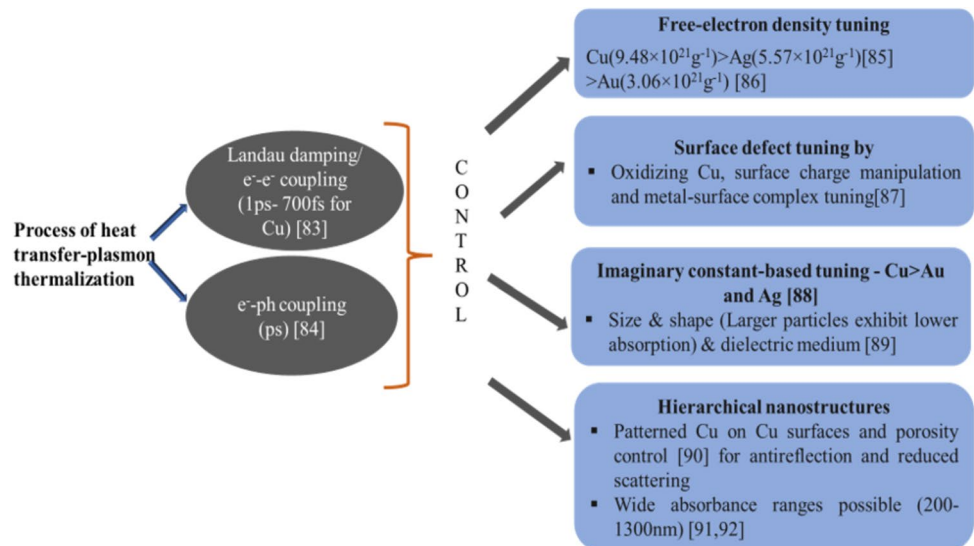 Process of heat
transfer-plasmon
thermalization
Landau damping/
e⁻-e⁻ coupling
(1ps- 700fs for
Cu) [83]
e⁻-ph coupling
(ps) [84]
C
O
N
T
R
O
L
Free-electron density tuning
Cu(9.48×10²¹g⁻¹)>Ag(5.57×10²¹g⁻¹)[85]
>Au(3.06×10²¹g⁻¹) [86]
Surface defect tuning by
▪ Oxidizing Cu, surface charge manipulation
and metal-surface complex tuning[87]
Imaginary constant-based tuning - Cu>Au
and Ag [88]
▪ Size & shape (Larger particles exhibit lower
absorption) & dielectric medium [89]
Hierarchical nanostructures
▪ Patterned Cu on Cu surfaces and porosity
control [90] for antireflection and reduced
scattering
▪ Wide absorbance ranges possible (200-
1300nm) [91,92]